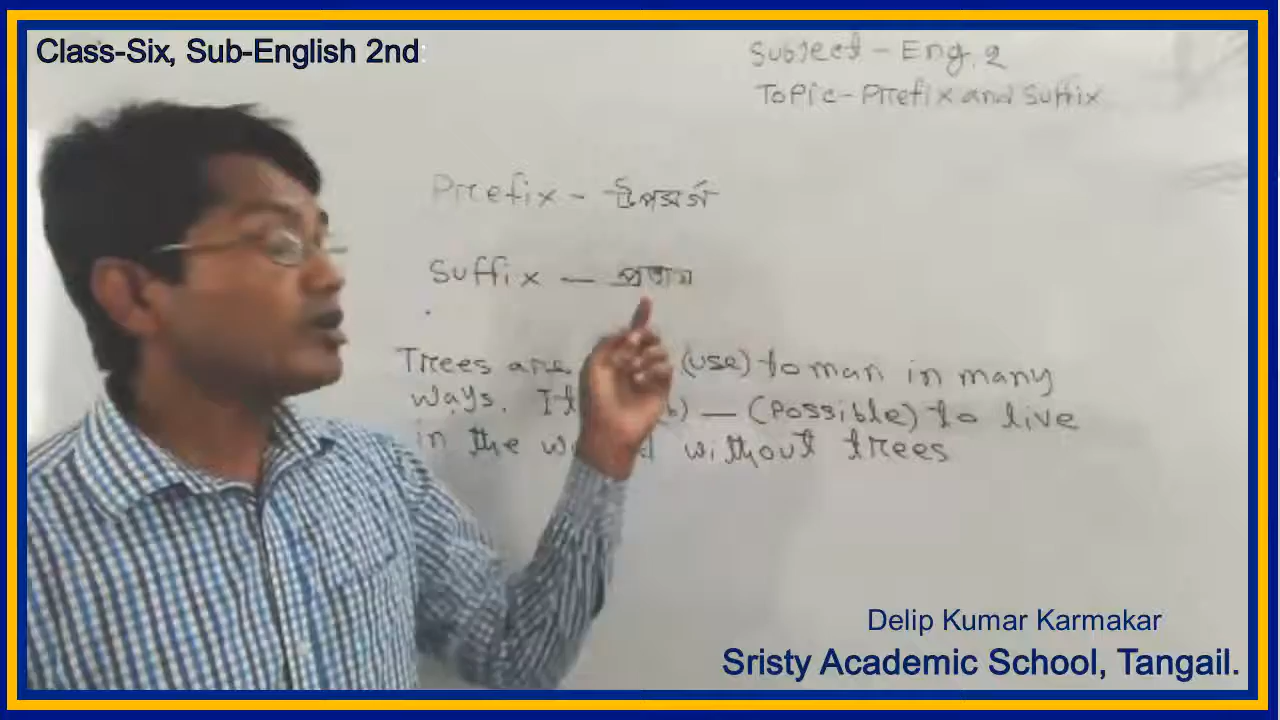 Class-Six, Sub-English 2nd
Subject - Eng. 2
Topic - Prefix and Suffix
Prefix - উপসর্গ
Suffix — প্রত্যয়
Trees are (use) to man in many
ways. It b) — (Possible) to live
in the w d without trees
Delip Kumar Karmakar
Sristy Academic School, Tangail.